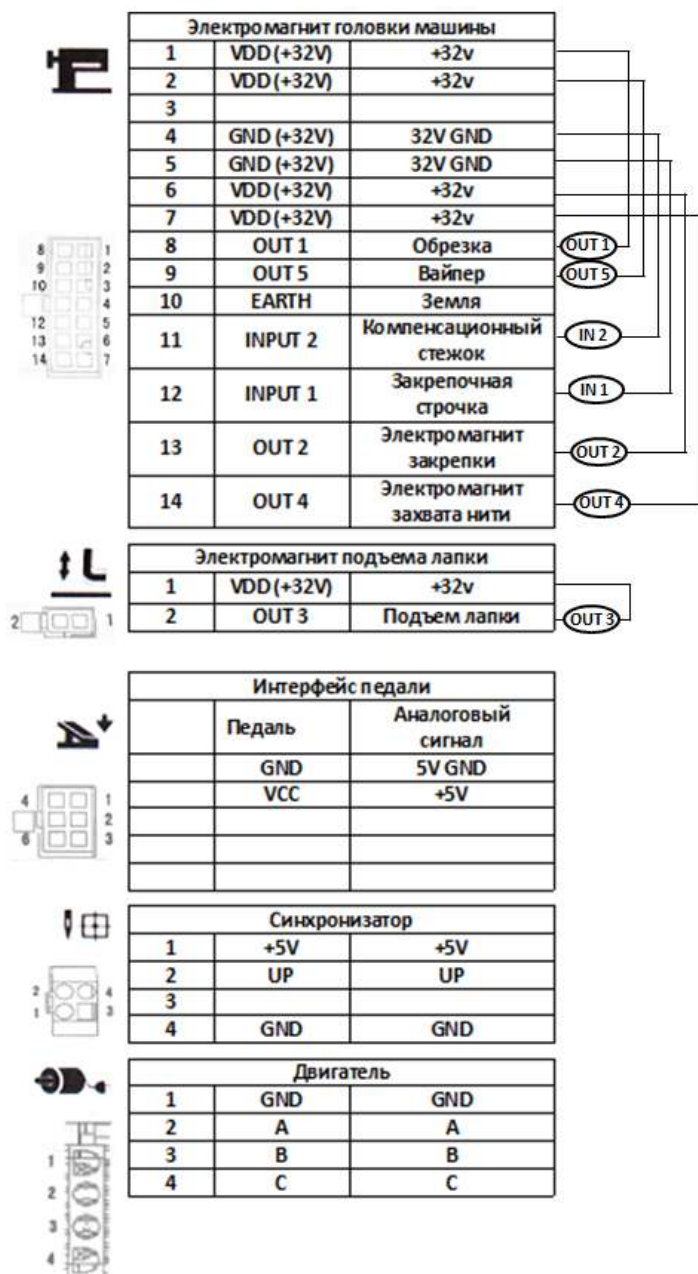 Электромагнит головки машины
1 VDD (+32V) +32v
2 VDD (+32V) +32v
3
4 GND (+32V) 32V GND
5 GND (+32V) 32V GND
6 VDD (+32V) +32v
7 VDD (+32V) +32v
8 OUT 1 Обрезка OUT 1
9 OUT 5 Вайпер OUT 5
10 EARTH Земля
11 INPUT 2 Компенсационный стежок IN 2
12 INPUT 1 Закрепочная строчка IN 1
13 OUT 2 Электромагнит закрепки OUT 2
14 OUT 4 Электромагнит захвата нити OUT 4
8 1
9 2
10 3
4
12 5
13 6
14 7
Электромагнит подъема лапки
1 VDD (+32V) +32v
2 OUT 3 Подъем лапки OUT 3
2 1
Интерфейс педали
Педаль Аналоговый сигнал
GND 5V GND
VCC +5V
4 1
2
6 3
Синхронизатор
1 +5V +5V
2 UP UP
3
4 GND GND
2 4
1 3
Двигатель
1 GND GND
2 A A
3 B B
4 C C
1
2
3
4